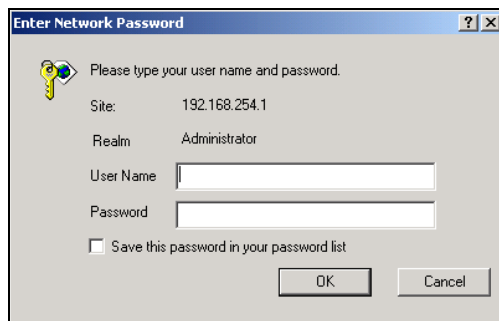 Enter Network Password
Please type your user name and password.
Site: 192.168.254.1
Realm Administrator
User Name
Password
Save this password in your password list
OK Cancel